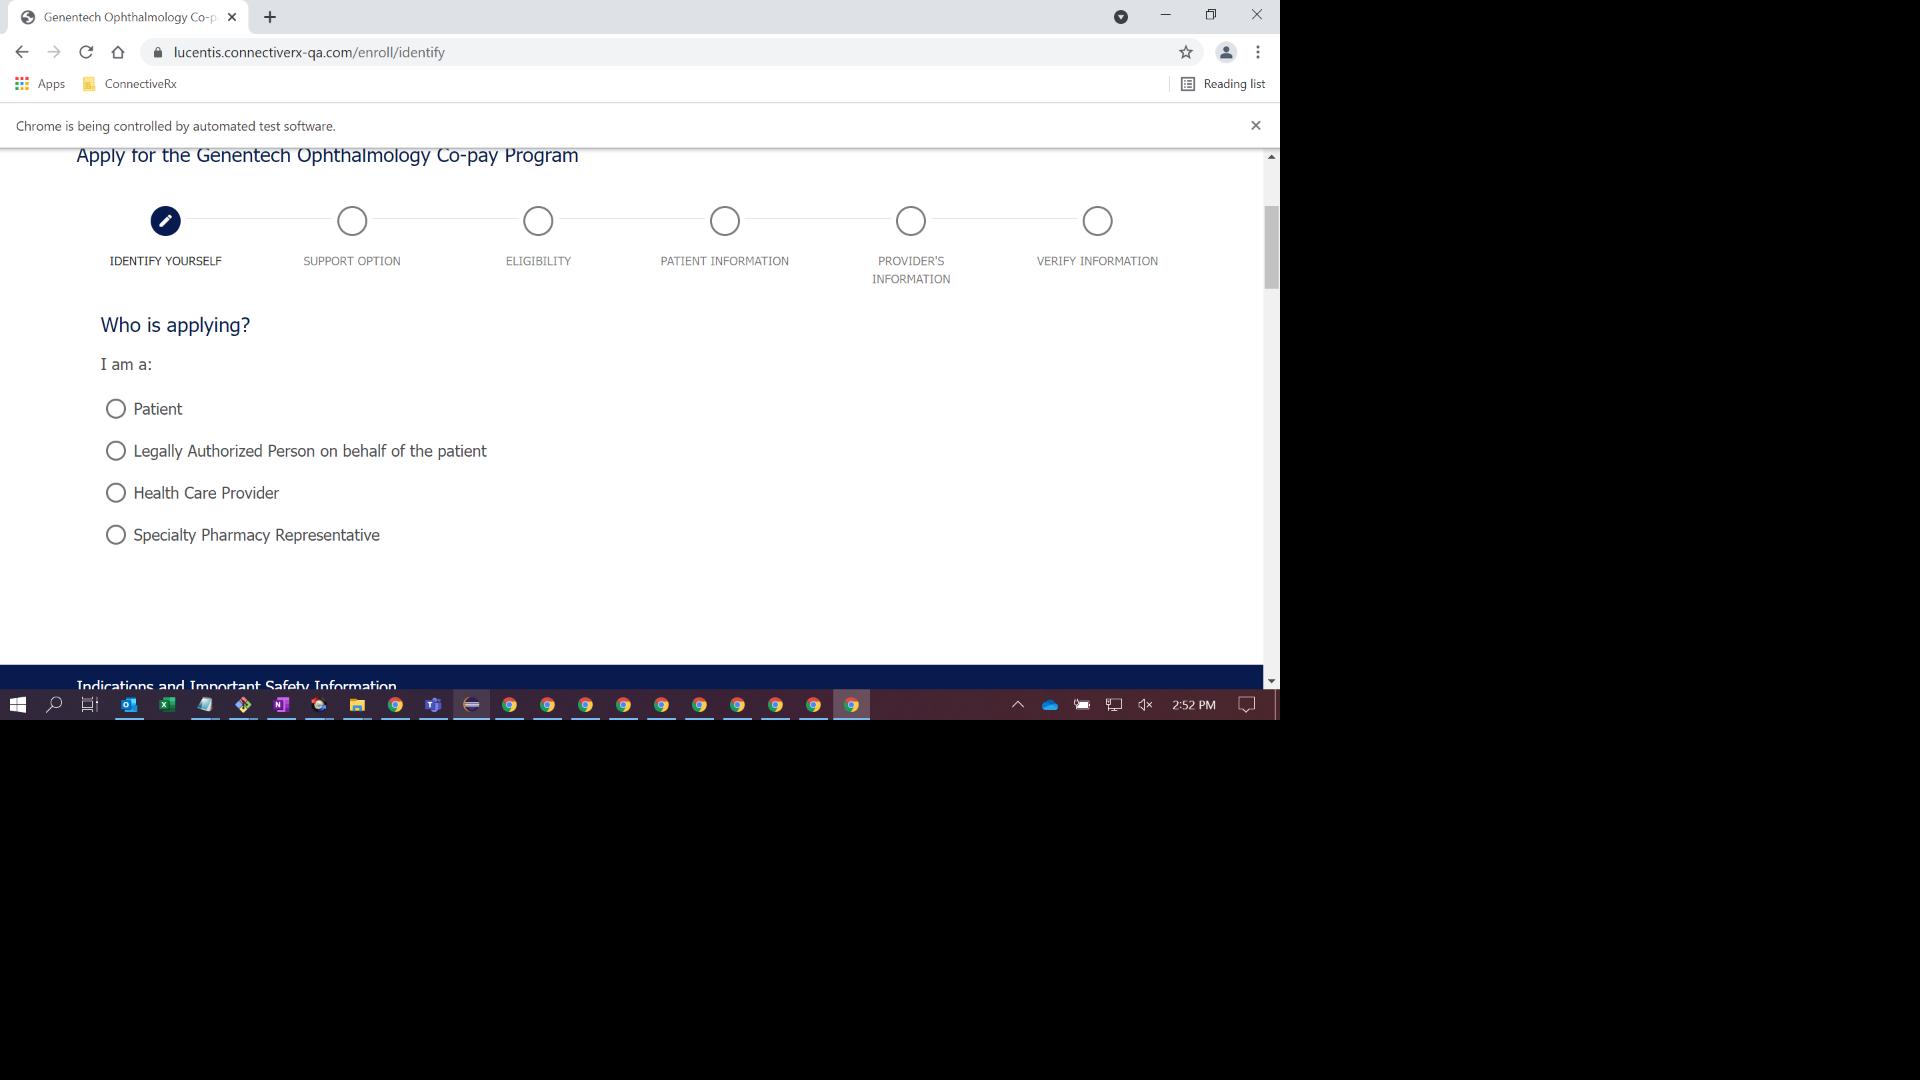 Genentech Ophthalmology Co-p
lucentis.connectiverx-qa.com/enroll/identify
Apps
ConnectiveRx
Reading list
Chrome is being controlled by automated test software.
Apply for the Genentech Ophthalmology Co-pay Program
IDENTIFY YOURSELF
SUPPORT OPTION
ELIGIBILITY
PATIENT INFORMATION
PROVIDER'S
INFORMATION
VERIFY INFORMATION
Who is applying?
I am a:
Patient
Legally Authorized Person on behalf of the patient
Health Care Provider
Specialty Pharmacy Representative
Indications and Important Safety Information
2:52 PM